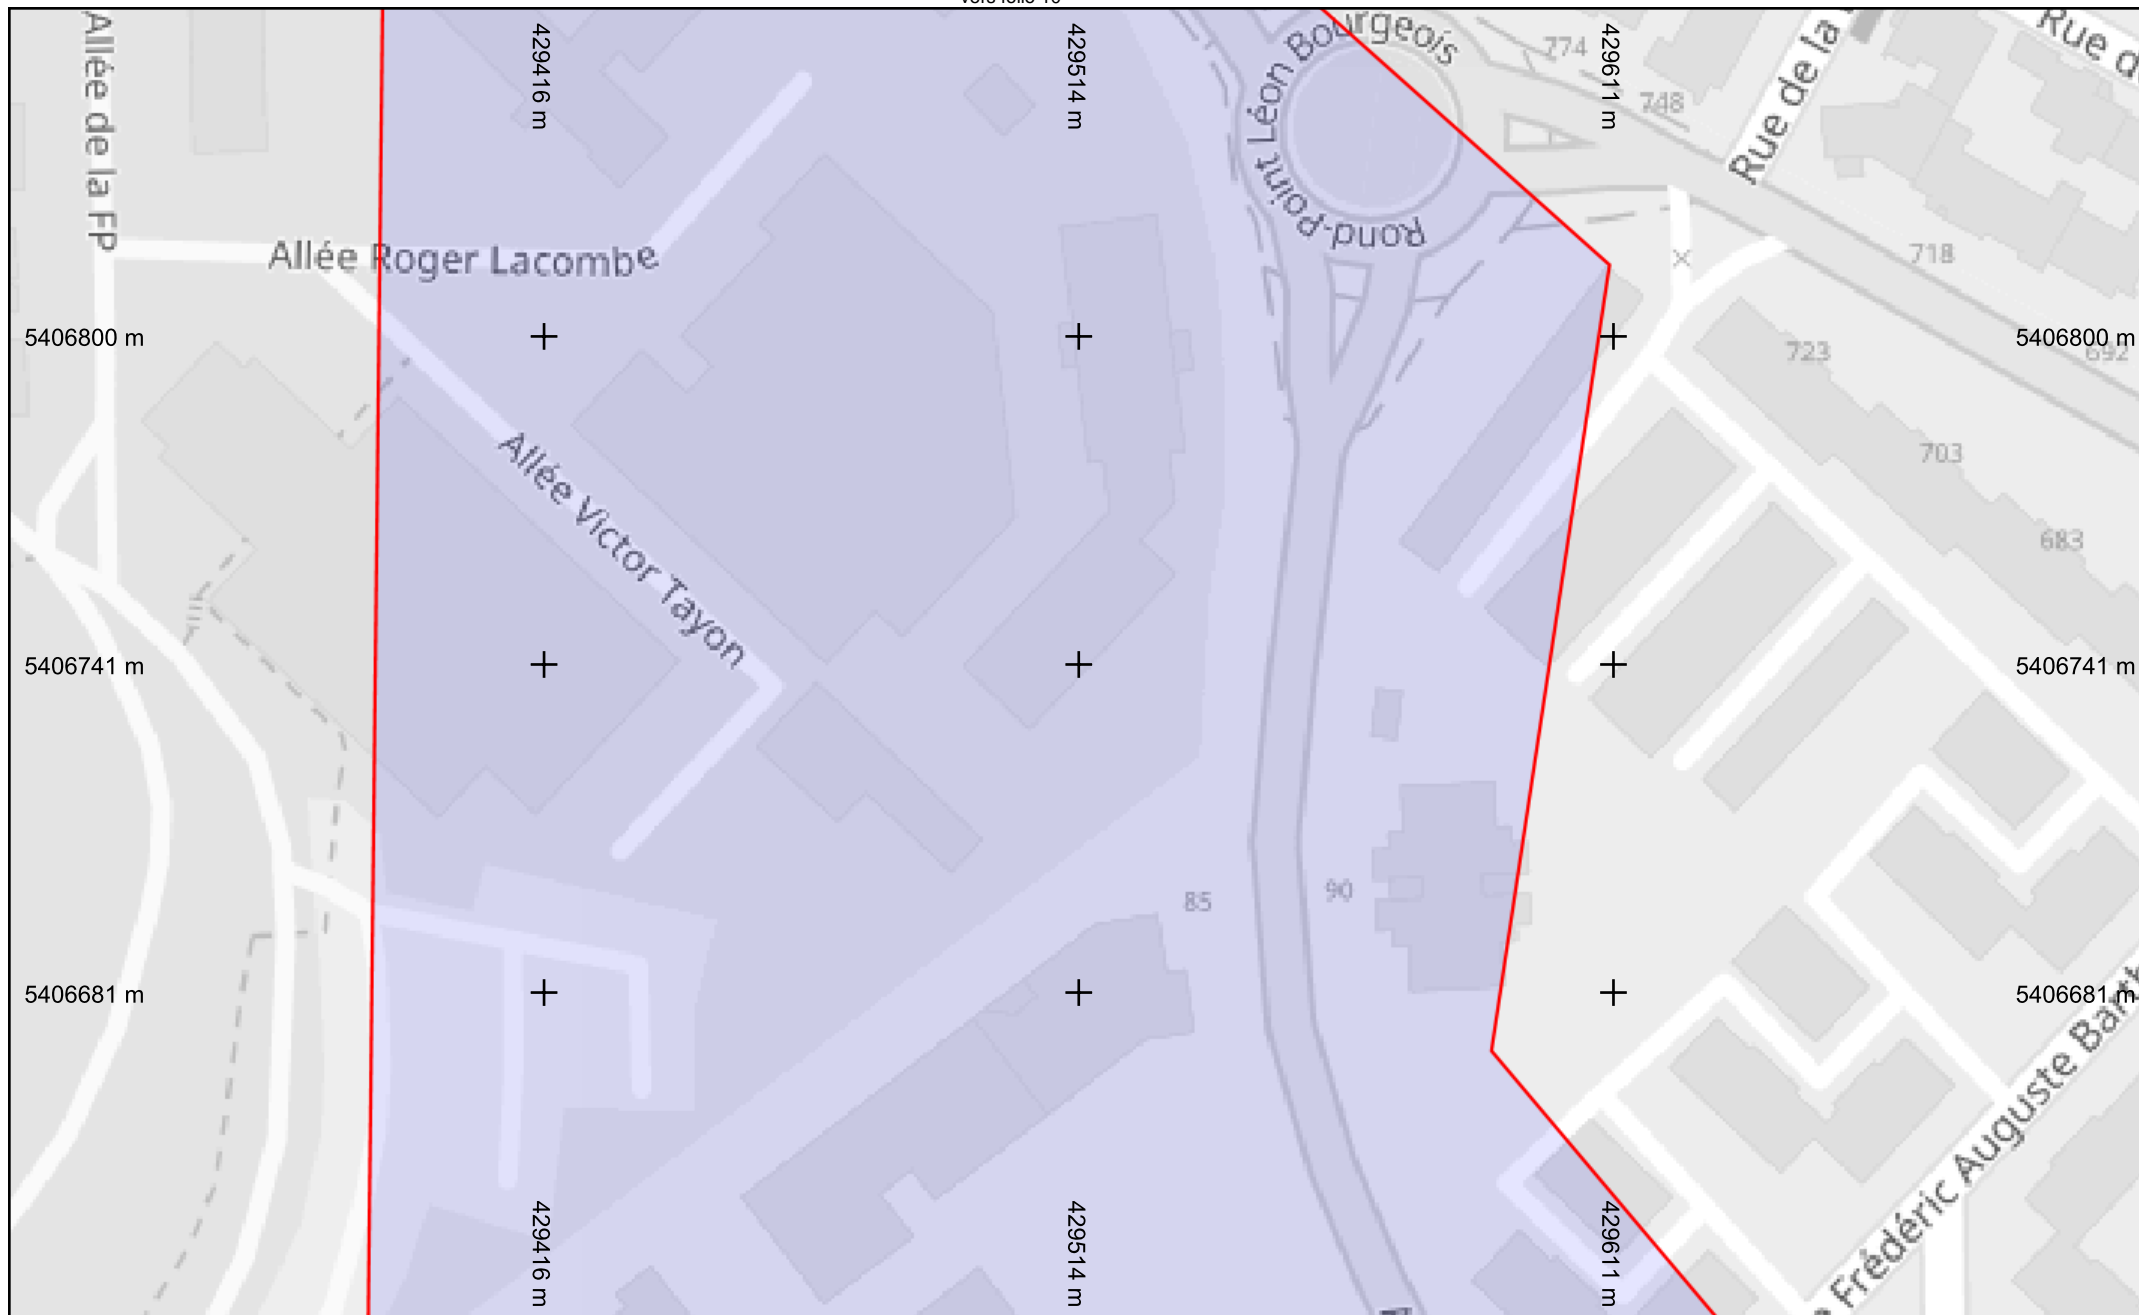 Allée de la FP
429416 m
429514 m
Rond-Point Léon Bourgeois
774
429611 m
748
Rue de la
Rue d
Allée Roger Lacombe
718
5406800 m
5406800 m
723
692
Allée Victor Tayon
703
683
5406741 m
5406741 m
85
90
5406681 m
5406681 m
Frédéric Auguste Barth
429416 m
429514 m
429611 m